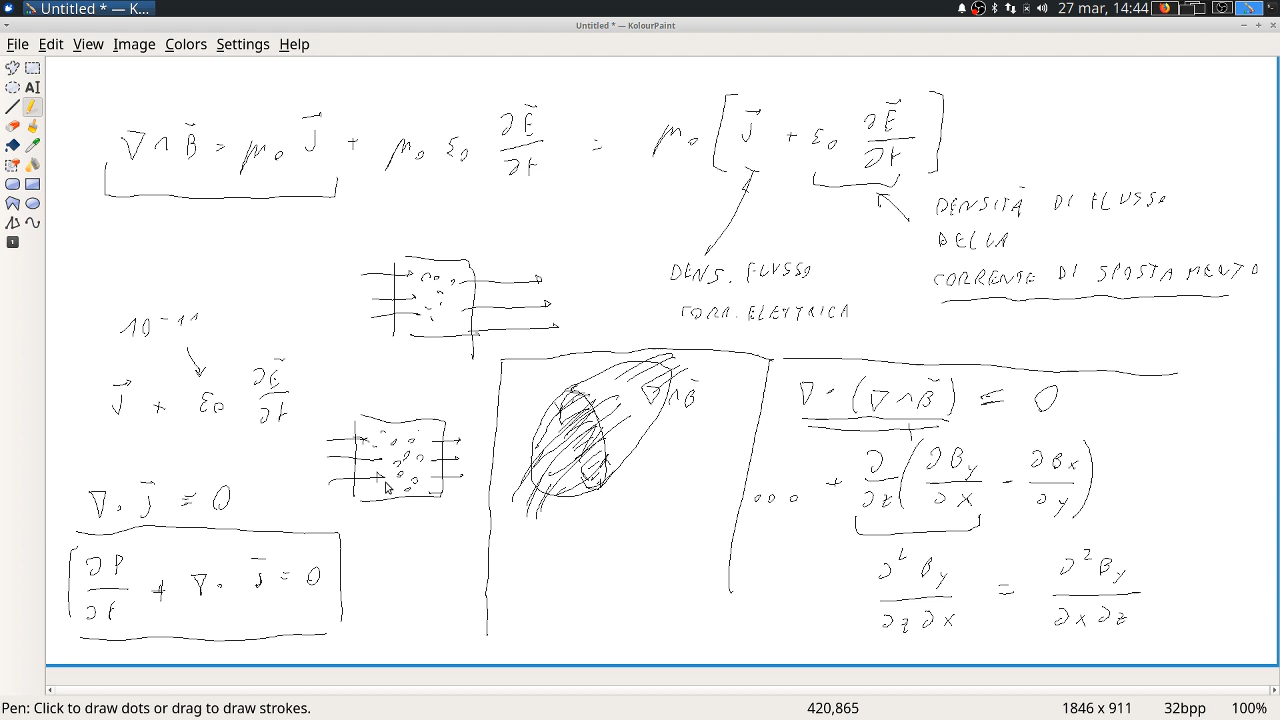 Untitled * — K...
27 mar, 14:44
Untitled * — KolourPaint
File Edit View Image Colors Settings Help
∇ ∧ B⃗ = μ₀ J⃗ + μ₀ ε₀ ∂E⃗/∂t = μ₀ [ J⃗ + ε₀ ∂E⃗/∂t ]
DENSITÀ DI FLUSSO
DELLA
CORRENTE DI SPOSTAMENTO
DENS. FLUSSO
CORR. ELETTRICA
10⁻¹¹
J⃗ + ε₀ ∂E⃗/∂t
∇ ∧ B⃗
∇ · (∇ ∧ B⃗) = 0
... + ∂/∂z ( ∂By/∂x - ∂Bx/∂y )
∇ · J⃗ = 0
∂ρ/∂t + ∇ · J⃗ = 0
∂²By/∂z∂x = ∂²By/∂x∂z
Pen: Click to draw dots or drag to draw strokes.
420,865
1846 x 911
32bpp
100%